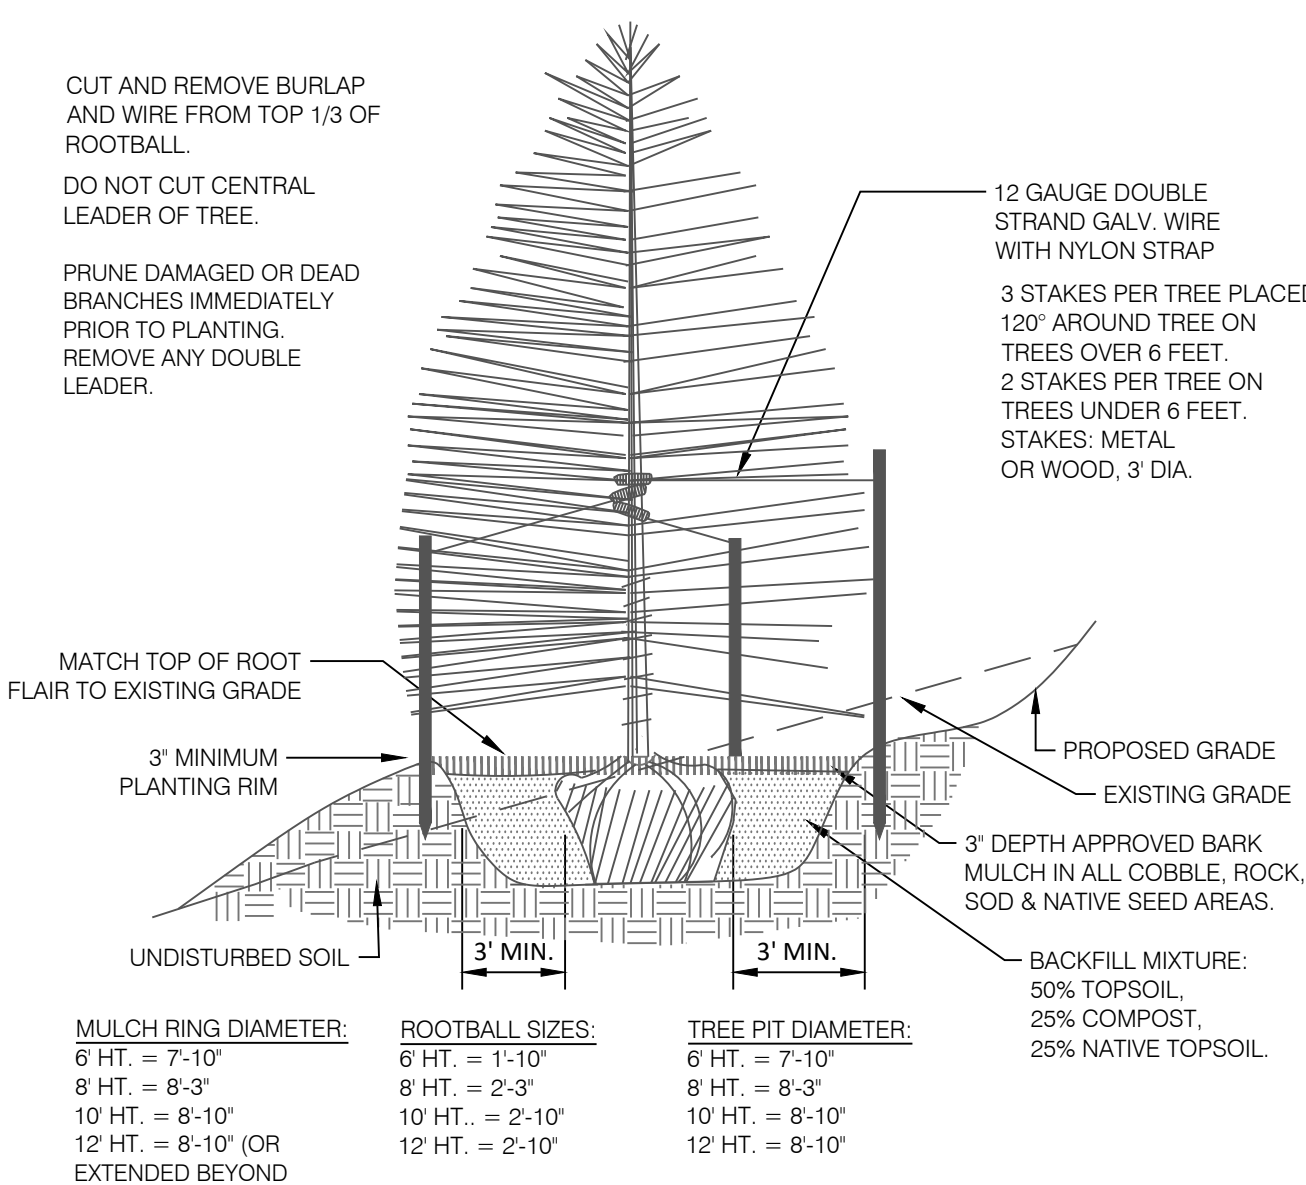 CUT AND REMOVE BURLAP
AND WIRE FROM TOP 1/3 OF
ROOTBALL.
DO NOT CUT CENTRAL
LEADER OF TREE.
PRUNE DAMAGED OR DEAD
BRANCHES IMMEDIATELY
PRIOR TO PLANTING.
REMOVE ANY DOUBLE
LEADER.
12 GAUGE DOUBLE
STRAND GALV. WIRE
WITH NYLON STRAP
3 STAKES PER TREE PLACED
120° AROUND TREE ON
TREES OVER 6 FEET.
2 STAKES PER TREE ON
TREES UNDER 6 FEET.
STAKES: METAL
OR WOOD, 3' DIA.
MATCH TOP OF ROOT
FLAIR TO EXISTING GRADE
3" MINIMUM
PLANTING RIM
PROPOSED GRADE
EXISTING GRADE
3" DEPTH APPROVED BARK
MULCH IN ALL COBBLE, ROCK,
SOD & NATIVE SEED AREAS.
UNDISTURBED SOIL
3' MIN.
3' MIN.
BACKFILL MIXTURE:
50% TOPSOIL,
25% COMPOST,
25% NATIVE TOPSOIL.
MULCH RING DIAMETER:
6' HT. = 7'-10"
8' HT. = 8'-3"
10' HT. = 8'-10"
12' HT. = 8'-10" (OR
EXTENDED BEYOND
ROOTBALL SIZES:
6' HT. = 1'-10"
8' HT. = 2'-3"
10' HT.. = 2'-10"
12' HT. = 2'-10"
TREE PIT DIAMETER:
6' HT. = 7'-10"
8' HT. = 8'-3"
10' HT. = 8'-10"
12' HT. = 8'-10"